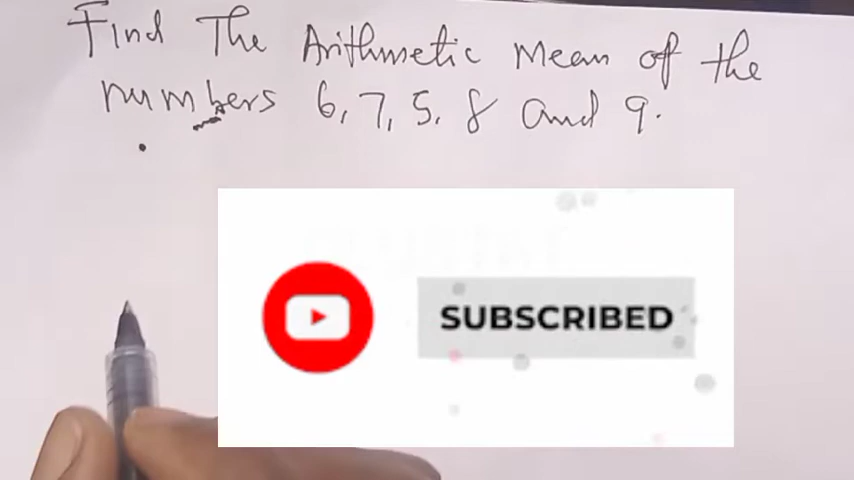 Find The Arithmetic Mean of the
numbers 6, 7, 5, 8 and 9.
SUBSCRIBED